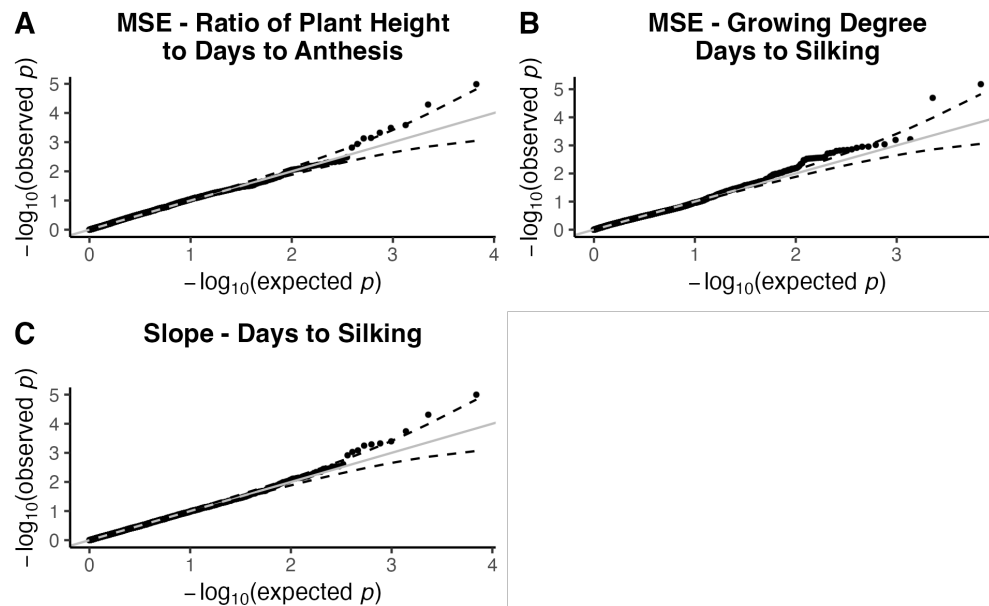 A
MSE - Ratio of Plant Height
to Days to Anthesis
−log10(observed p)
5
4
3
2
1
0
0 1 2 3 4
−log10(expected p)
B
MSE - Growing Degree
Days to Silking
−log10(observed p)
5
4
3
2
1
0
0 1 2 3
−log10(expected p)
C
Slope - Days to Silking
−log10(observed p)
5
4
3
2
1
0
0 1 2 3 4
−log10(expected p)